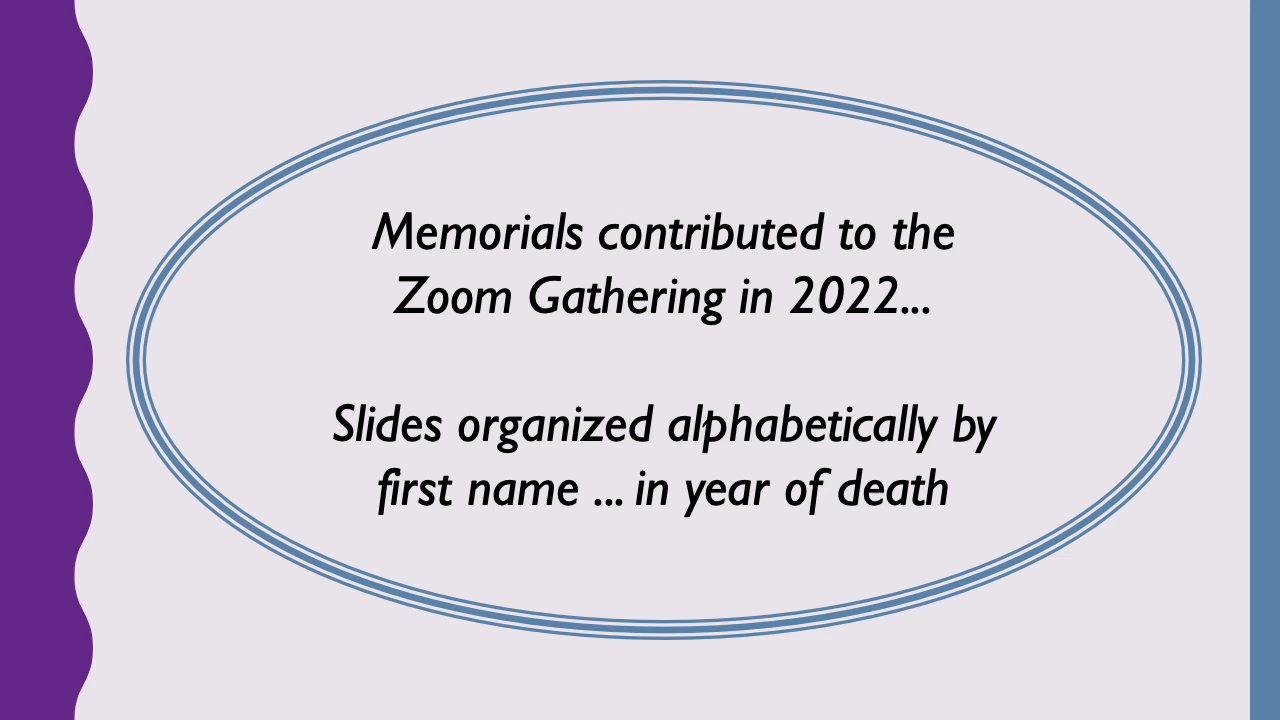 Memorials contributed to the
Zoom Gathering in 2022...
Slides organized alphabetically by
first name ... in year of death